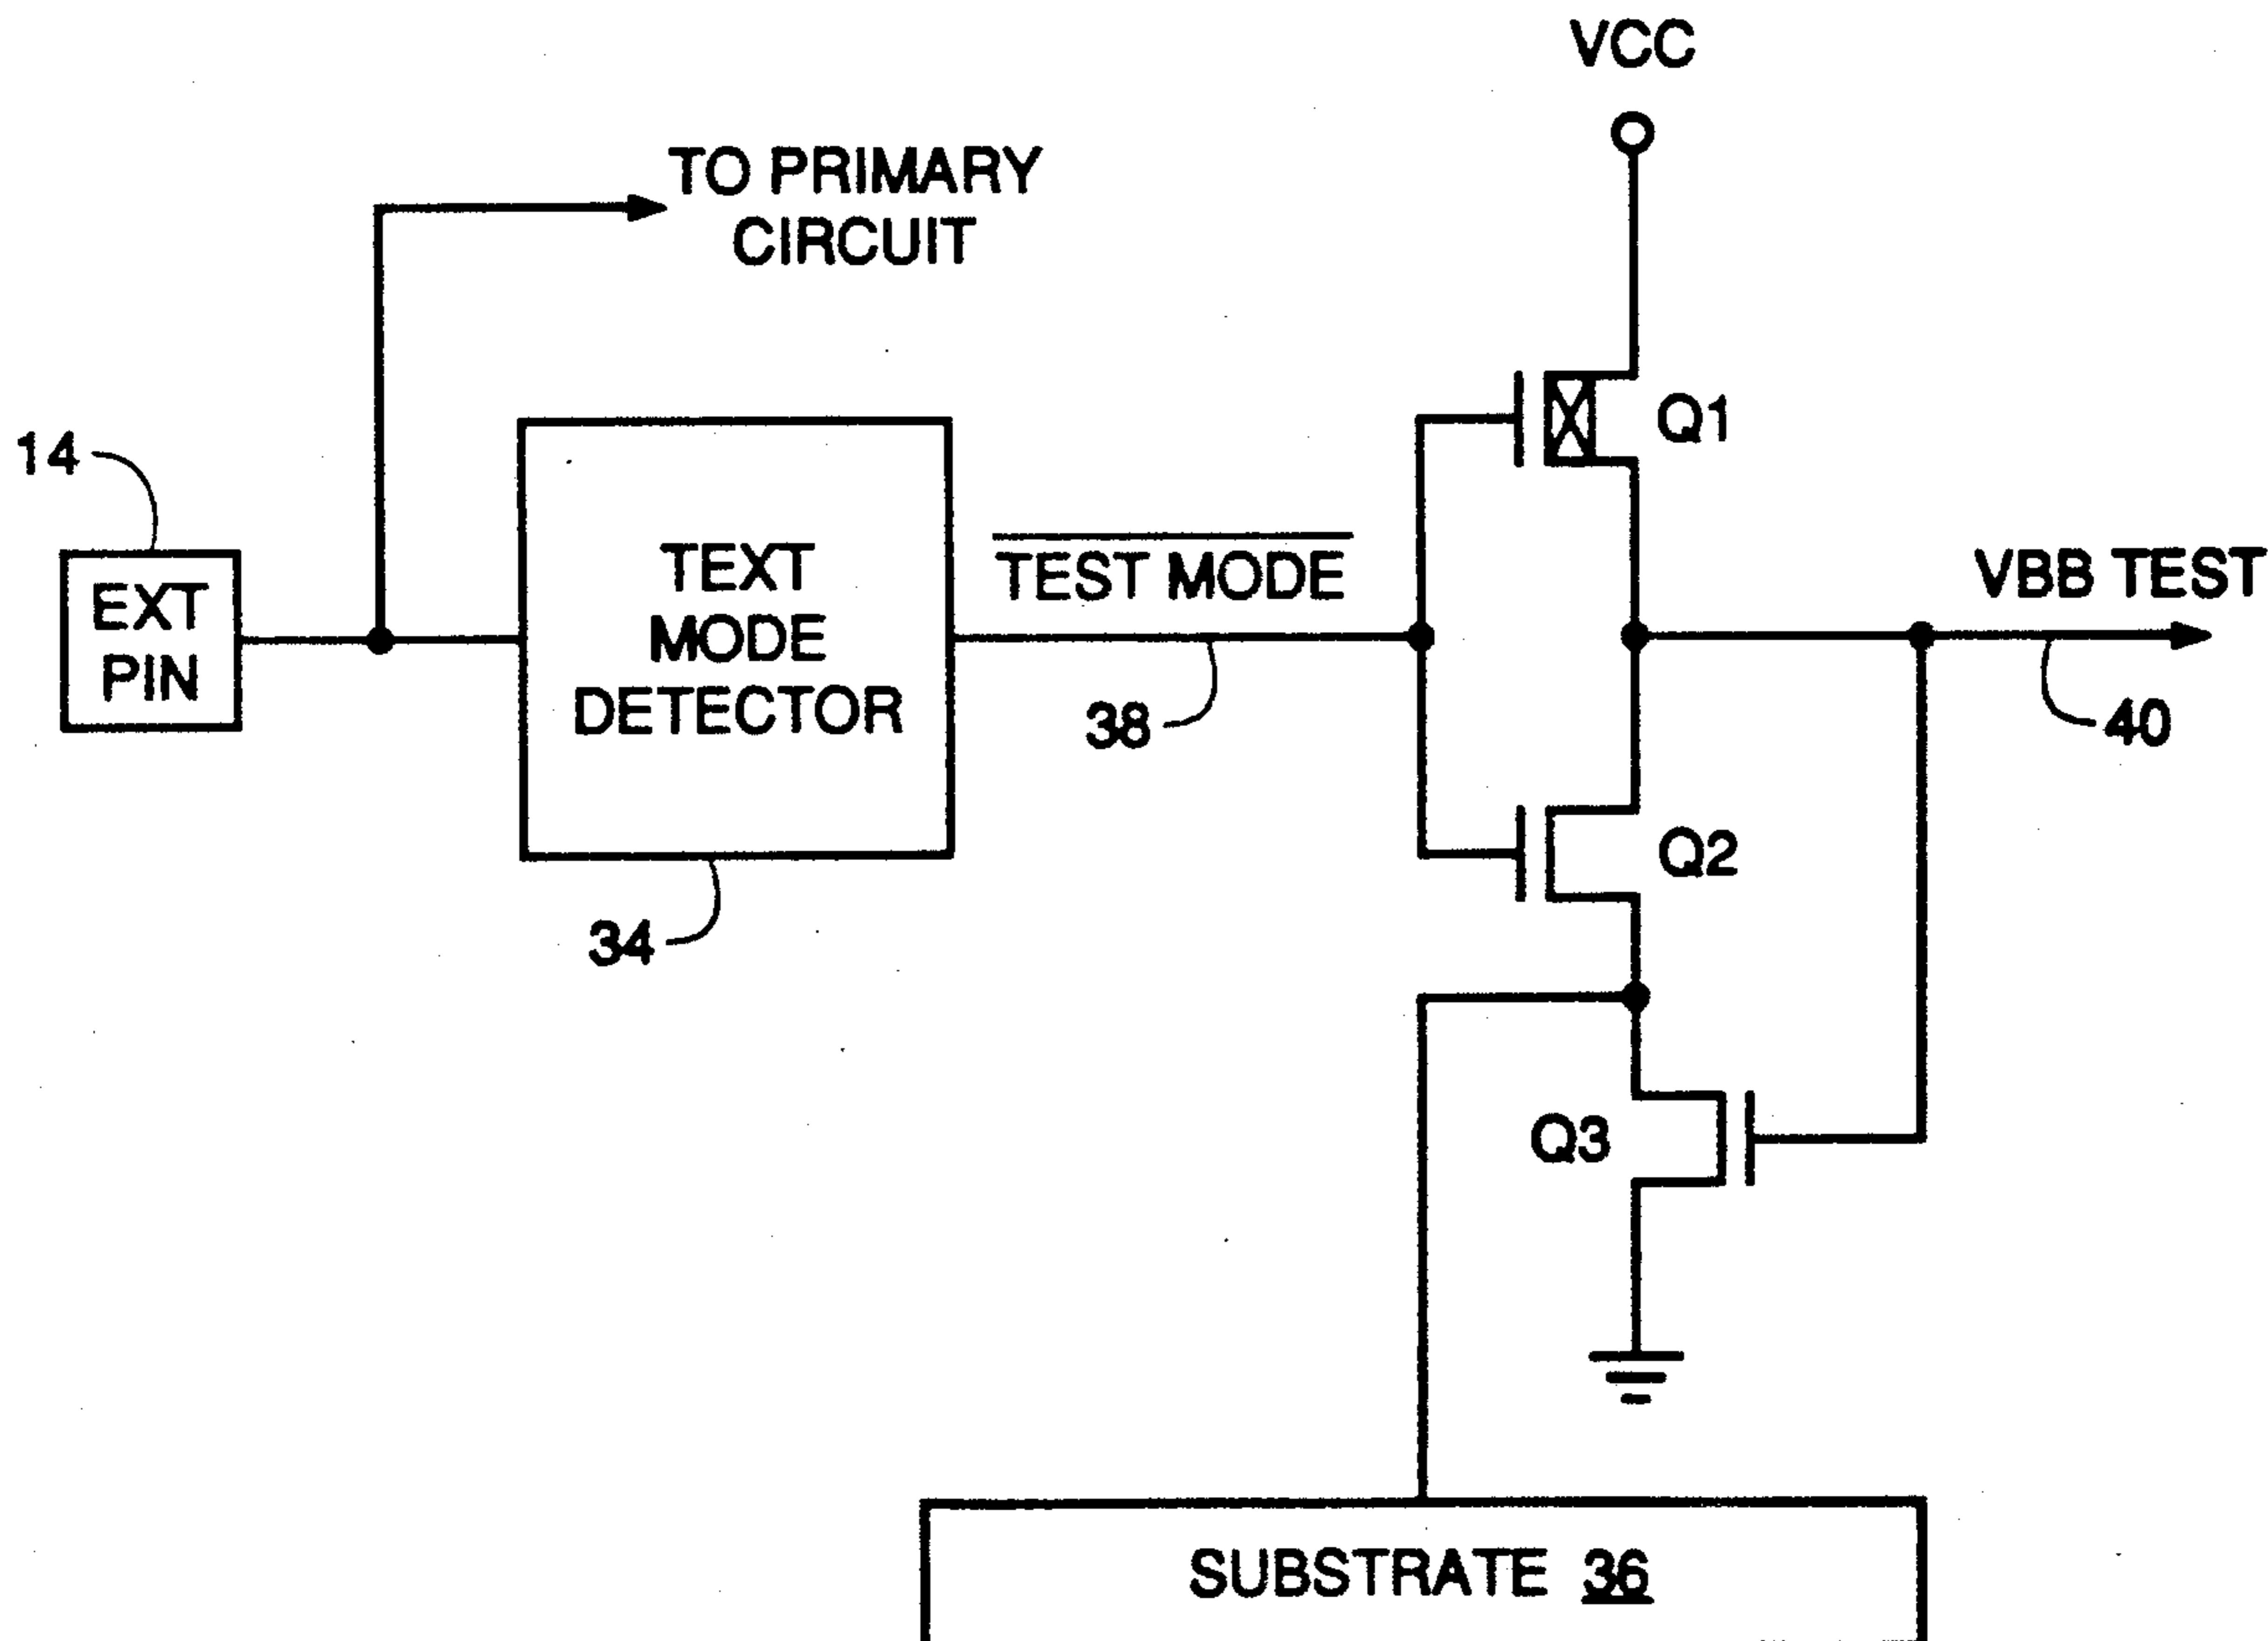 VCC
TO PRIMARY
CIRCUIT
Q1
14
EXT
PIN
TEXT
MODE
DETECTOR
TEST MODE
VBB TEST
38
40
Q2
34
Q3
SUBSTRATE 36